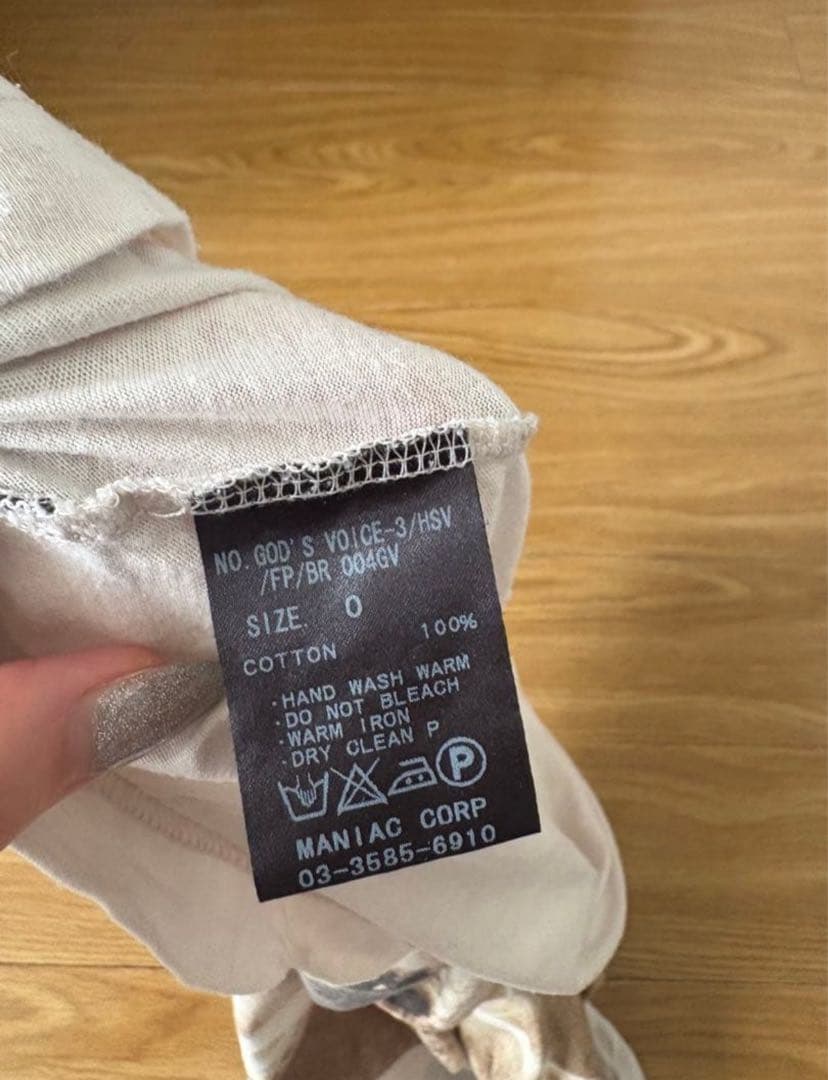 NO. GOD'S VOICE-3/HSV
/FP/BR 004GV
SIZE 0
COTTON 100%
·HAND WASH WARM
·DO NOT BLEACH
·WARM IRON
·DRY CLEAN P
P
MANIAC CORP
03-3585-6910